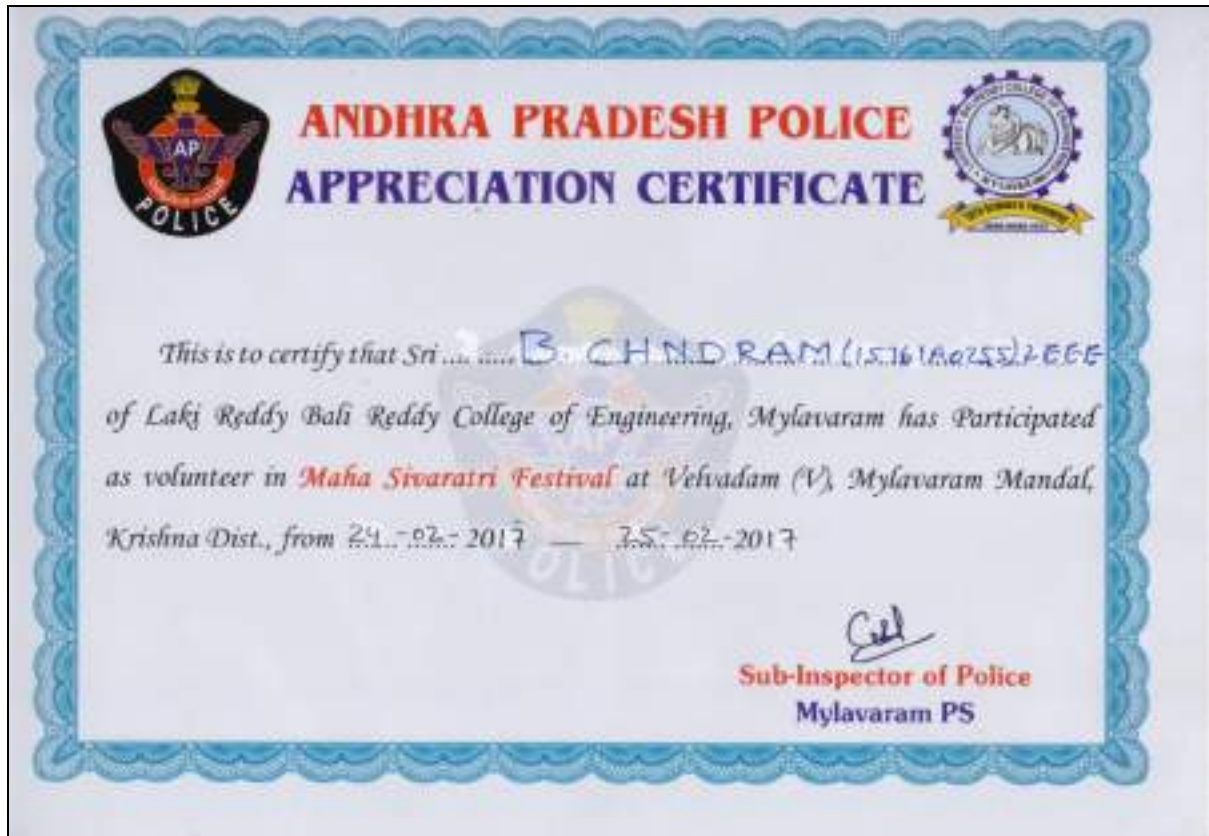 ANDHRA PRADESH POLICE
APPRECIATION CERTIFICATE
AP
POLICE
This is to certify that Sri ......... B. CHNDRAM (15761A0255) 2 EEE
of Laki Reddy Bali Reddy College of Engineering, Mylavaram has Participated
as volunteer in Maha Sivaratri Festival at Velvadam (V), Mylavaram Mandal,
Krishna Dist., from 24-02-2017 — 25-02-2017
Sub-Inspector of Police
Mylavaram PS